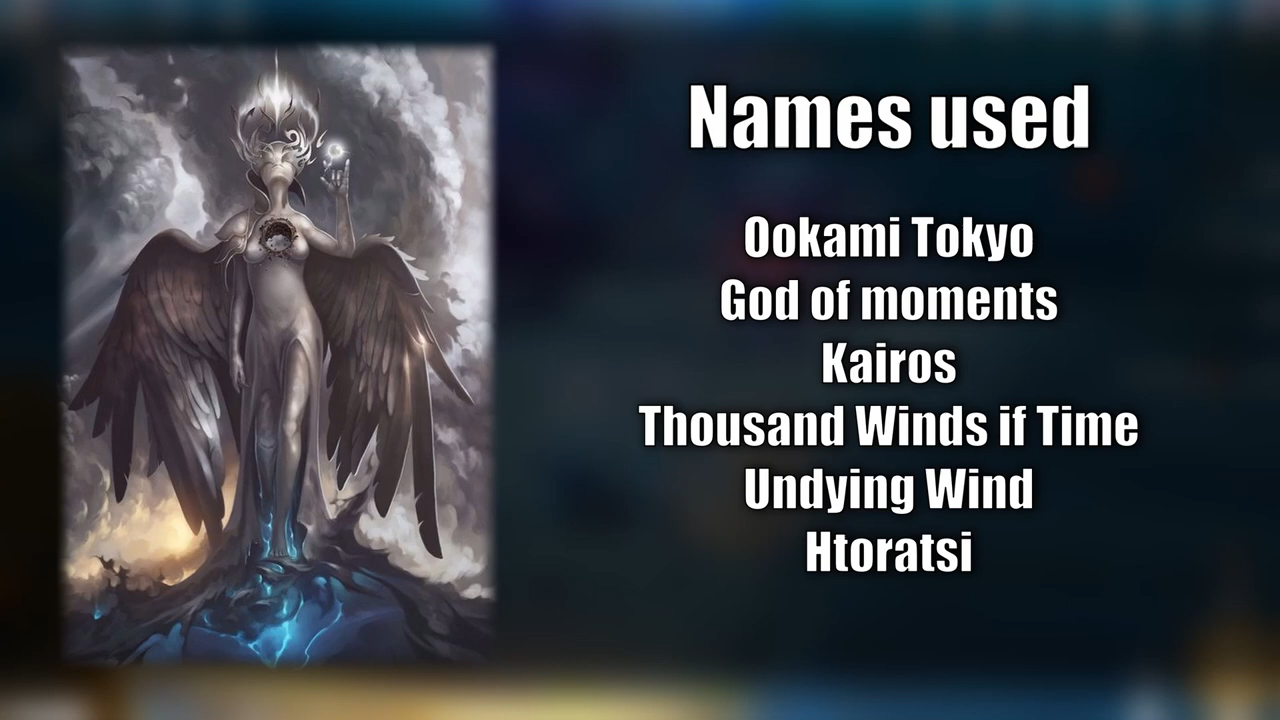 Names used
Ookami Tokyo
God of moments
Kairos
Thousand Winds if Time
Undying Wind
Htoratsi